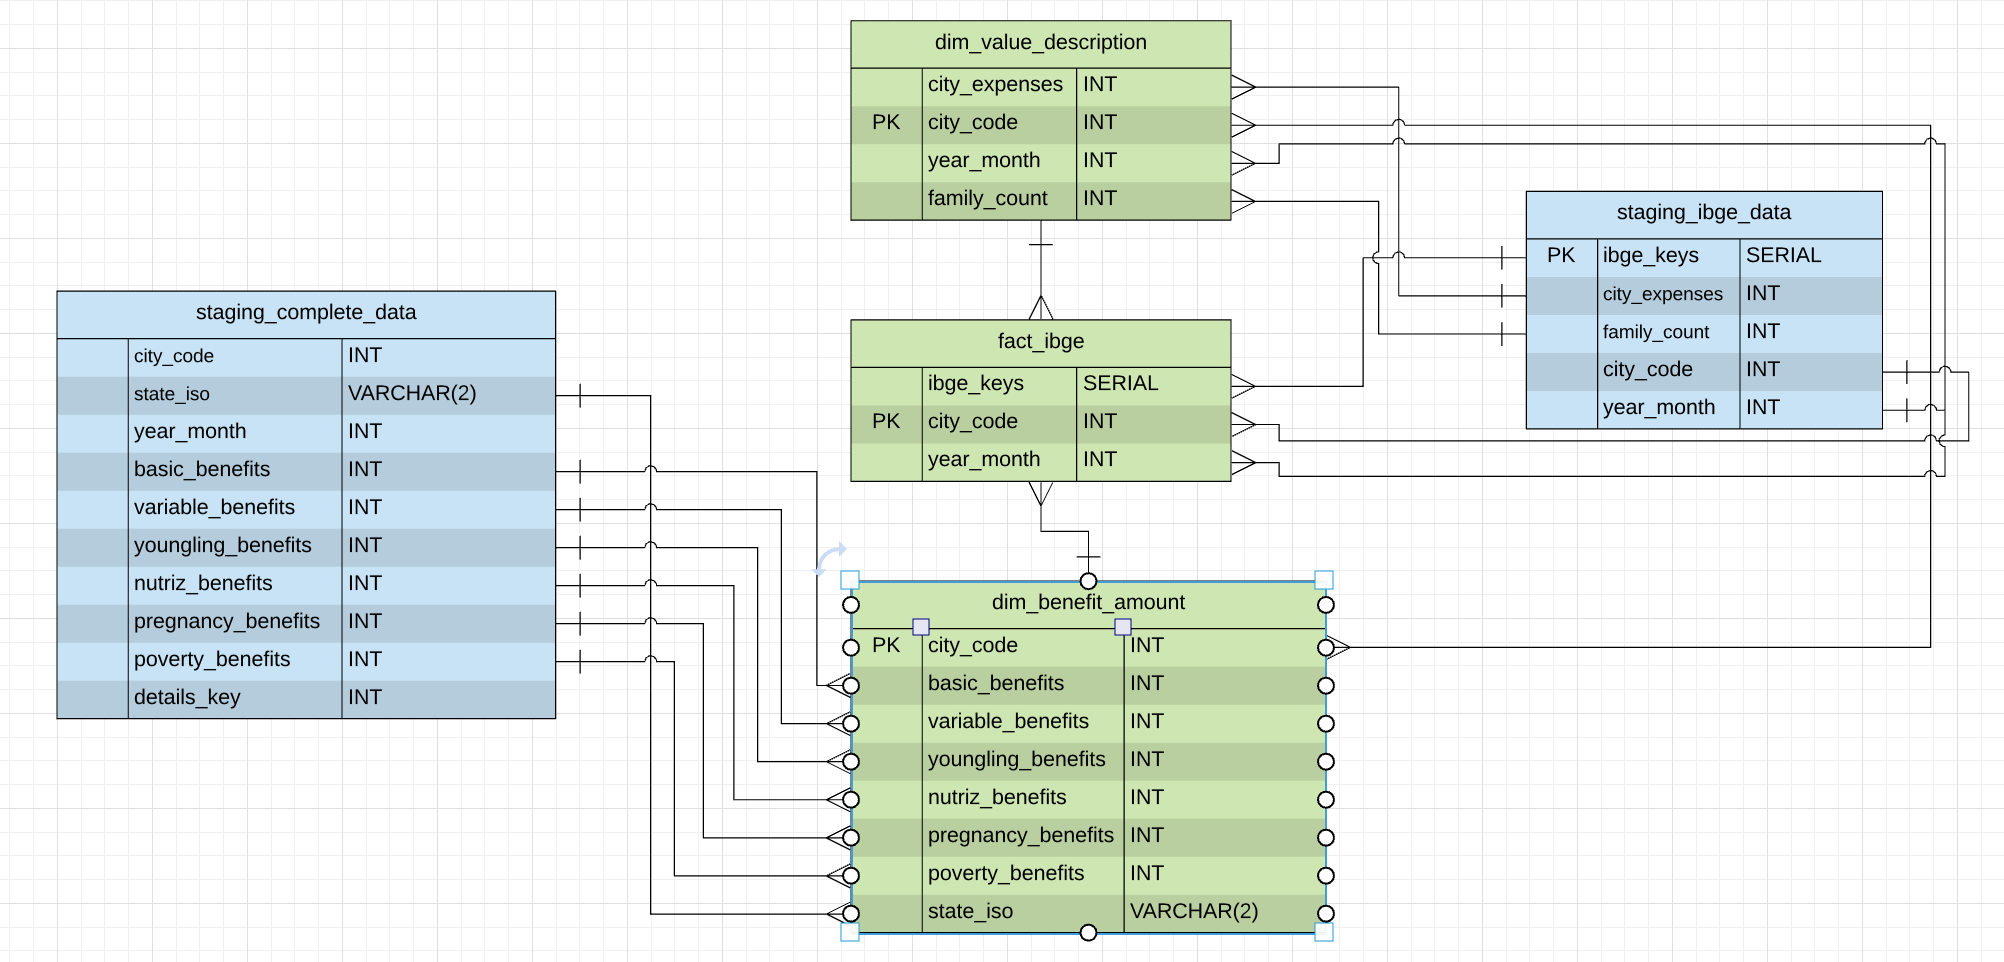 dim_value_description
city_expenses INT
PK city_code INT
year_month INT
family_count INT
staging_ibge_data
PK ibge_keys SERIAL
city_expenses INT
family_count INT
city_code INT
year_month INT
staging_complete_data
city_code INT
state_iso VARCHAR(2)
year_month INT
basic_benefits INT
variable_benefits INT
youngling_benefits INT
nutriz_benefits INT
pregnancy_benefits INT
poverty_benefits INT
details_key INT
fact_ibge
ibge_keys SERIAL
PK city_code INT
year_month INT
dim_benefit_amount
PK city_code INT
basic_benefits INT
variable_benefits INT
youngling_benefits INT
nutriz_benefits INT
pregnancy_benefits INT
poverty_benefits INT
state_iso VARCHAR(2)